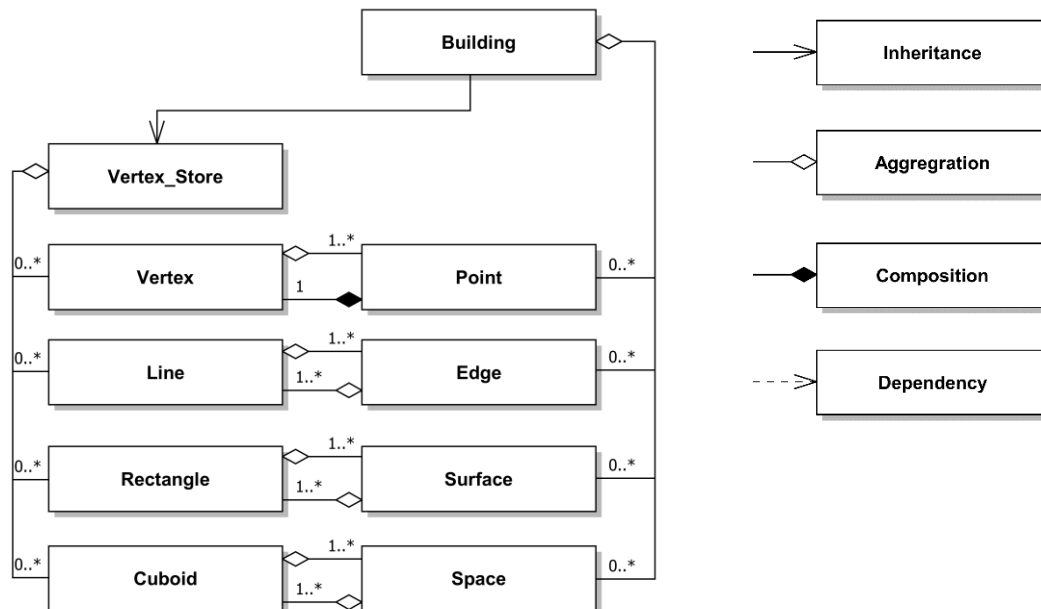 Building
Inheritance
Vertex_Store
Aggregration
0..*
Vertex
1..*
1
Point
0..*
Composition
0..*
Line
1..*
1..*
Edge
0..*
Dependency
0..*
Rectangle
1..*
1..*
Surface
0..*
0..*
Cuboid
1..*
1..*
Space
0..*